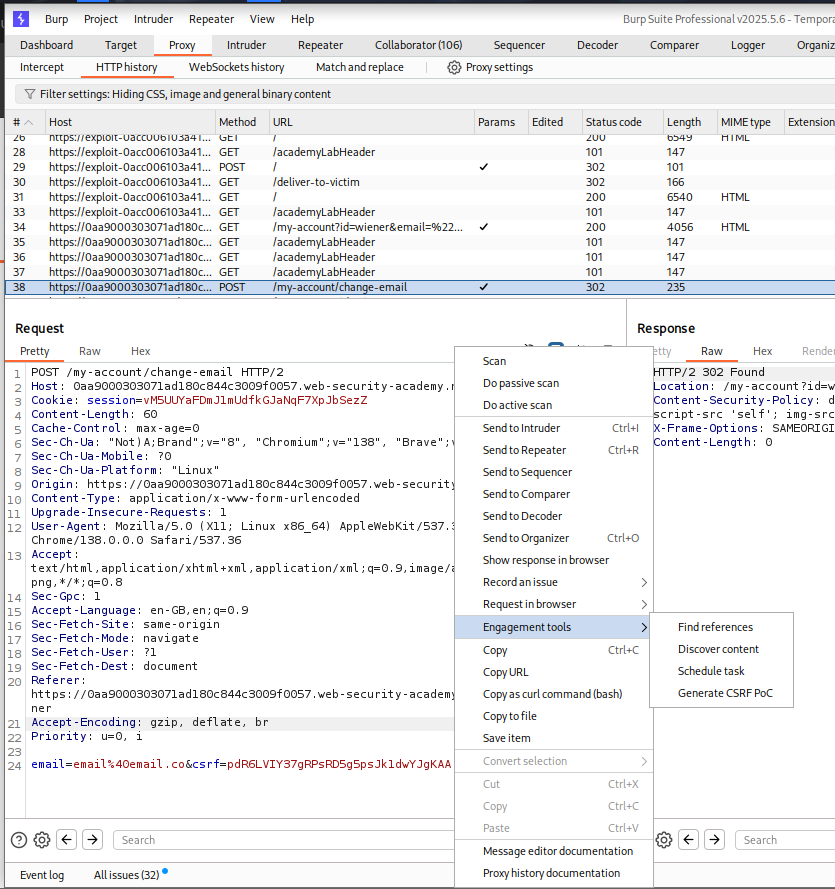 Burp Project Intruder Repeater View Help Burp Suite Professional v2025.5.6 - Tempora
Dashboard Target Proxy Intruder Repeater Collaborator (106) Sequencer Decoder Comparer Logger Organiz
Intercept HTTP history WebSockets history Match and replace Proxy settings
Filter settings: Hiding CSS, image and general binary content
# Host Method URL Params Edited Status code Length MIME type Extension
26 https://exploit-0acc006103a41... GET / 200 6549 HTML
28 https://exploit-0acc006103a41... GET /academyLabHeader 101 147
29 https://exploit-0acc006103a41... POST / ✓ 302 101
30 https://exploit-0acc006103a41... GET /deliver-to-victim 302 166
31 https://exploit-0acc006103a41... GET / 200 6540 HTML
33 https://exploit-0acc006103a41... GET /academyLabHeader 101 147
34 https://0aa9000303071ad180c... GET /my-account?id=wiener&email=%22... ✓ 200 4056 HTML
35 https://0aa9000303071ad180c... GET /academyLabHeader 101 147
36 https://0aa9000303071ad180c... GET /academyLabHeader 101 147
37 https://0aa9000303071ad180c... GET /academyLabHeader 101 147
38 https://0aa9000303071ad180c... POST /my-account/change-email ✓ 302 235
Request
Pretty Raw Hex
1 POST /my-account/change-email HTTP/2
2 Host: 0aa9000303071ad180c844c3009f0057.web-security-academy.n
3 Cookie: session=vM5UUYaFDmJ1mUdfkGJaNqF7XpJbSezZ
4 Content-Length: 60
5 Cache-Control: max-age=0
6 Sec-Ch-Ua: "Not)A;Brand";v="8", "Chromium";v="138", "Brave";v
7 Sec-Ch-Ua-Mobile: ?0
8 Sec-Ch-Ua-Platform: "Linux"
9 Origin: https://0aa9000303071ad180c844c3009f0057.web-securit
10 Content-Type: application/x-www-form-urlencoded
11 Upgrade-Insecure-Requests: 1
12 User-Agent: Mozilla/5.0 (X11; Linux x86_64) AppleWebKit/537.3
Chrome/138.0.0.0 Safari/537.36
13 Accept:
text/html,application/xhtml+xml,application/xml;q=0.9,image/a
png,*/*;q=0.8
14 Sec-Gpc: 1
15 Accept-Language: en-GB,en;q=0.9
16 Sec-Fetch-Site: same-origin
17 Sec-Fetch-Mode: navigate
18 Sec-Fetch-User: ?1
19 Sec-Fetch-Dest: document
20 Referer:
https://0aa9000303071ad180c844c3009f0057.web-security-academy
ner
21 Accept-Encoding: gzip, deflate, br
22 Priority: u=0, i
23
24 email=email%40email.co&csrf=pdR6LVIY37gRPsRD5g5psJk1dwYJgKAA
Scan
Do passive scan
Do active scan
Send to Intruder Ctrl+I
Send to Repeater Ctrl+R
Send to Sequencer
Send to Comparer
Send to Decoder
Send to Organizer Ctrl+O
Show response in browser
Record an issue
Request in browser
Engagement tools
Copy Ctrl+C
Copy URL
Copy as curl command (bash)
Copy to file
Save item
Convert selection
Cut Ctrl+X
Copy Ctrl+C
Paste Ctrl+V
Message editor documentation
Proxy history documentation
Find references
Discover content
Schedule task
Generate CSRF PoC
Response
etty Raw Hex Render
HTTP/2 302 Found
Location: /my-account?id=w
Content-Security-Policy: d
script-src 'self'; img-src
X-Frame-Options: SAMEORIG
Content-Length: 0
Search
Search
Event log All issues (32)